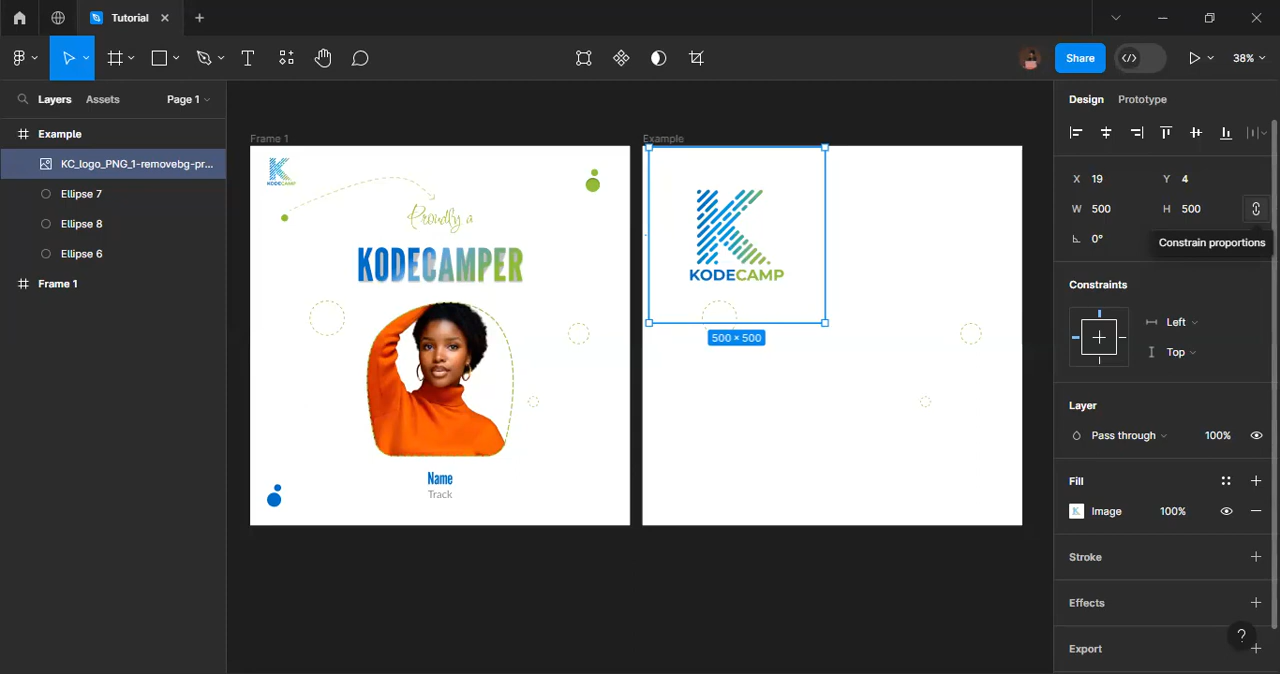 Tutorial
Share
38%
Layers
Assets
Page 1
Example
KC_logo_PNG_1-removebg-pr...
Ellipse 7
Ellipse 8
Ellipse 6
Frame 1
Frame 1
KODECAMP
Proudly a
KODECAMPER
Name
Track
Example
KODECAMP
500 × 500
Design
Prototype
X 19
Y 4
W 500
H 500
0°
Constrain proportions
Constraints
Left
Top
Layer
Pass through
100%
Fill
Image
100%
Stroke
Effects
Export
?